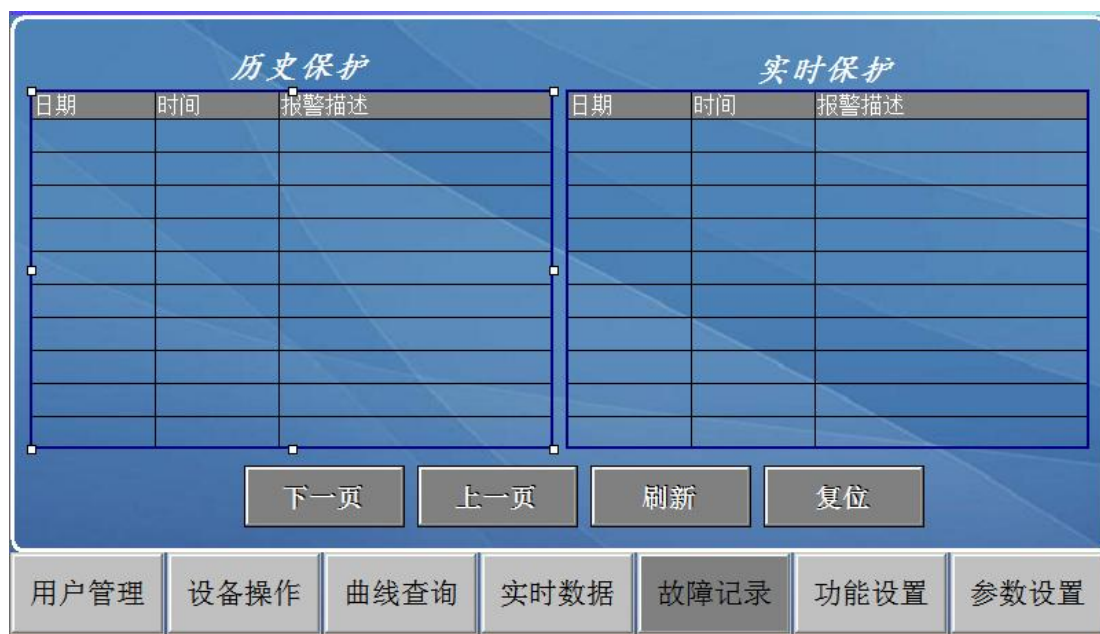 历史保护 实时保护
日期 时间 报警描述 日期 时间 报警描述
下一页 上一页 刷新 复位
用户管理 设备操作 曲线查询 实时数据 故障记录 功能设置 参数设置